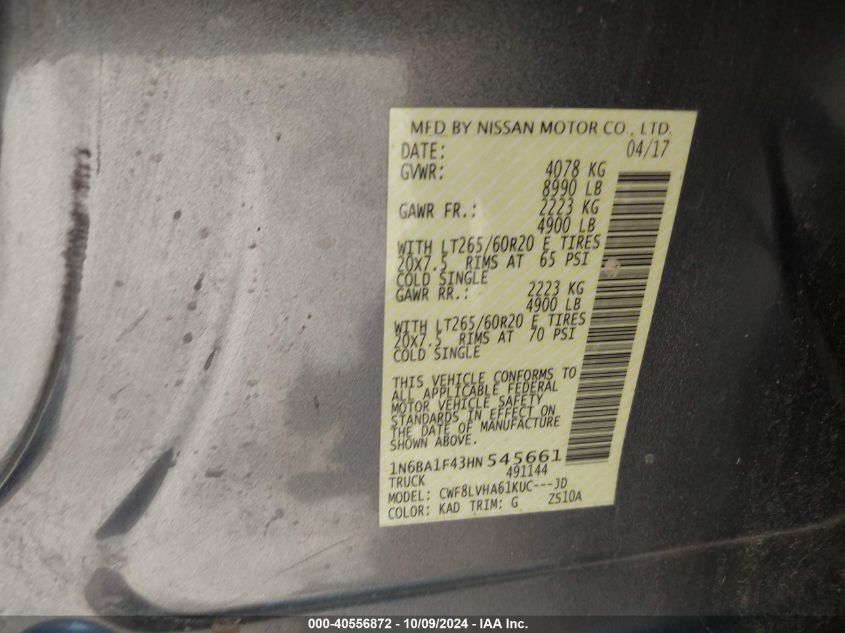 MFD BY NISSAN MOTOR CO., LTD.
DATE: 04/17
GVWR: 4078 KG
8990 LB
GAWR FR.: 2223 KG
4900 LB
WITH LT265/60R20 E TIRES
20X7.5 RIMS AT 65 PSI
COLD SINGLE
GAWR RR.: 2223 KG
4900 LB
WITH LT265/60R20 E TIRES
20X7.5 RIMS AT 70 PSI
COLD SINGLE
THIS VEHICLE CONFORMS TO
ALL APPLICABLE FEDERAL
MOTOR VEHICLE SAFETY
STANDARDS IN EFFECT ON
THE DATE OF MANUFACTURE
SHOWN ABOVE.
1N6BA1F43HN 545661
TRUCK 491144
MODEL: CWF8LVHA61KUC---JD
COLOR: KAD TRIM: G ZS10A
000-40556872 - 10/09/2024 - IAA Inc.